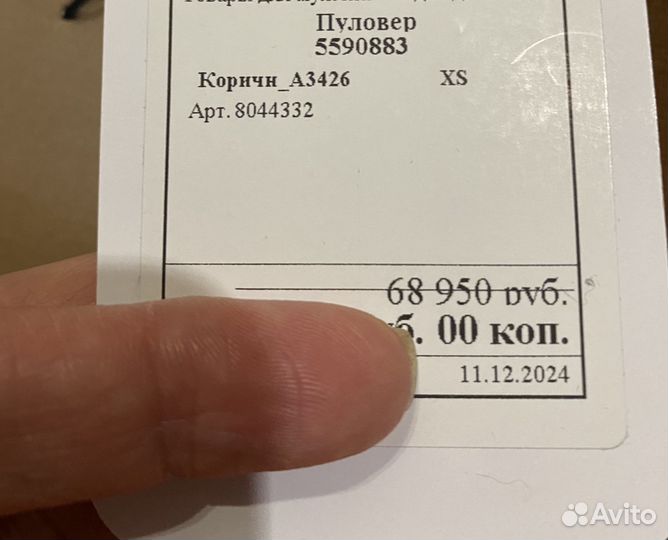 Пуловер
5590883
Коричн_А3426 XS
Арт. 8044332
68 950 руб.
00 коп.
11.12.2024
Avito